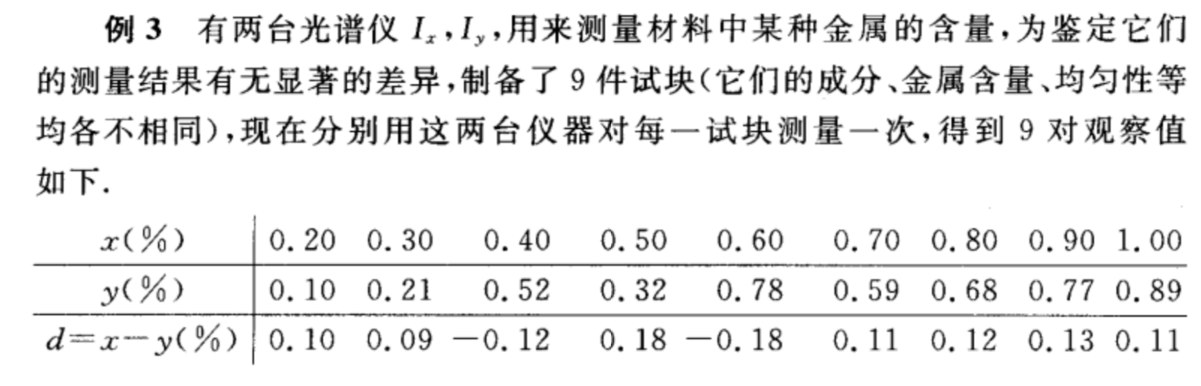 例 3 有两台光谱仪 Iₓ,Iᵧ,用来测量材料中某种金属的含量,为鉴定它们
的测量结果有无显著的差异,制备了 9 件试块(它们的成分、金属含量、均匀性等
均各不相同),现在分别用这两台仪器对每一试块测量一次,得到 9 对观察值
如下.
x(%) 0.20 0.30 0.40 0.50 0.60 0.70 0.80 0.90 1.00
y(%) 0.10 0.21 0.52 0.32 0.78 0.59 0.68 0.77 0.89
d=x-y(%) 0.10 0.09 -0.12 0.18 -0.18 0.11 0.12 0.13 0.11